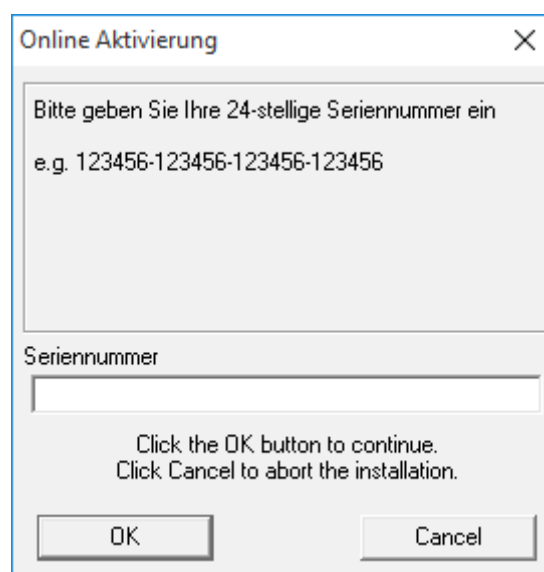 Online Aktivierung
Bitte geben Sie Ihre 24-stellige Seriennummer ein
e.g. 123456-123456-123456-123456
Seriennummer
Click the OK button to continue.
Click Cancel to abort the installation.
OK
Cancel